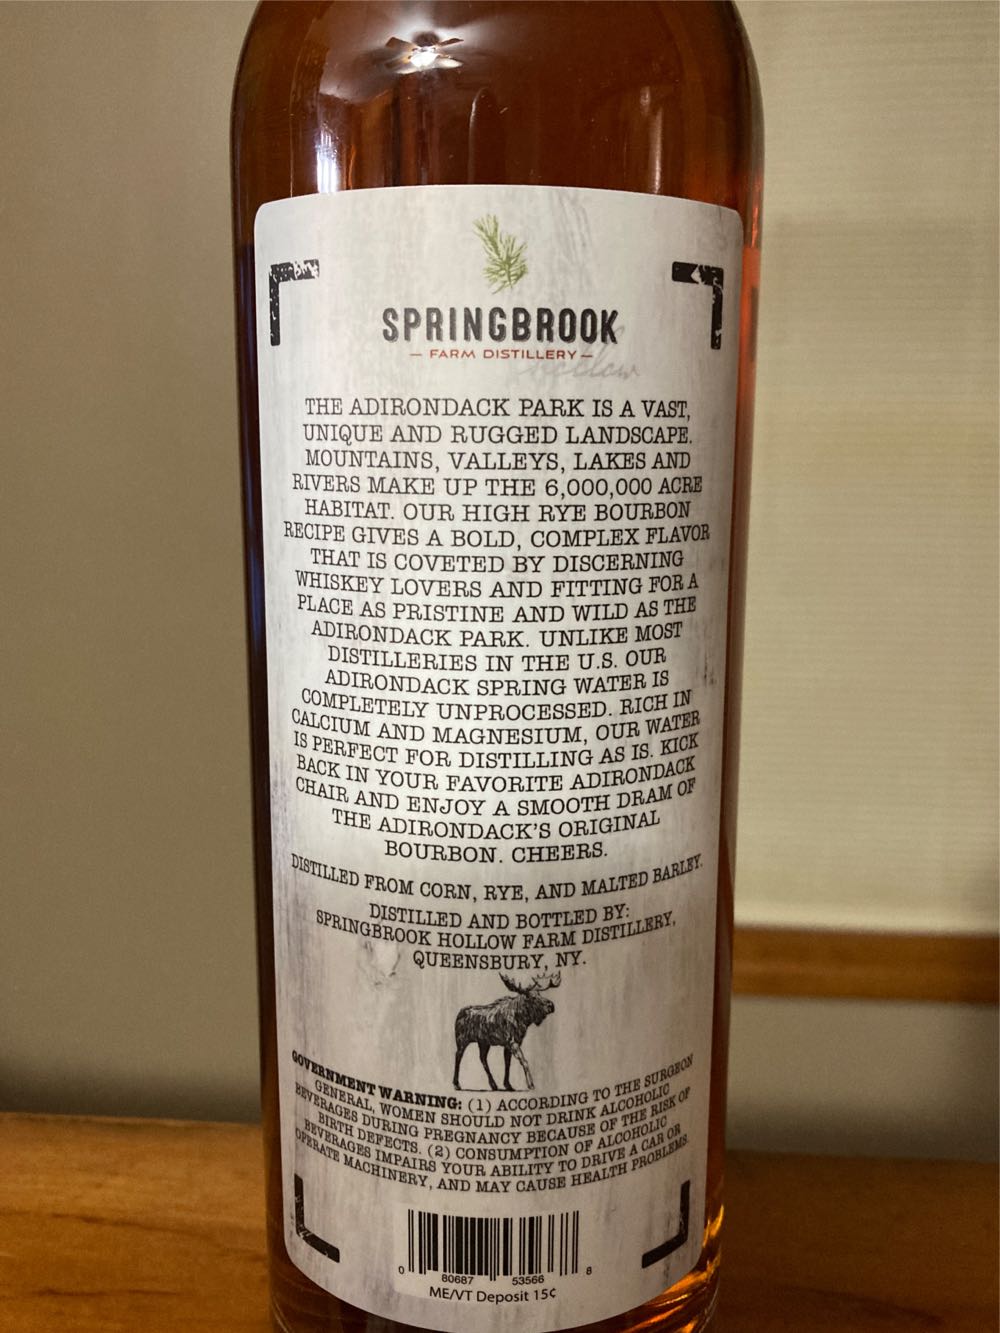 SPRINGBROOK
hollow
— FARM DISTILLERY —
THE ADIRONDACK PARK IS A VAST,
UNIQUE AND RUGGED LANDSCAPE.
MOUNTAINS, VALLEYS, LAKES AND
RIVERS MAKE UP THE 6,000,000 ACRE
HABITAT. OUR HIGH RYE BOURBON
RECIPE GIVES A BOLD, COMPLEX FLAVOR
THAT IS COVETED BY DISCERNING
WHISKEY LOVERS AND FITTING FOR A
PLACE AS PRISTINE AND WILD AS THE
ADIRONDACK PARK. UNLIKE MOST
DISTILLERIES IN THE U.S. OUR
ADIRONDACK SPRING WATER IS
COMPLETELY UNPROCESSED. RICH IN
CALCIUM AND MAGNESIUM, OUR WATER
IS PERFECT FOR DISTILLING AS IS. KICK
BACK IN YOUR FAVORITE ADIRONDACK
CHAIR AND ENJOY A SMOOTH DRAM OF
THE ADIRONDACK'S ORIGINAL
BOURBON. CHEERS.
DISTILLED FROM CORN, RYE, AND MALTED BARLEY.
DISTILLED AND BOTTLED BY:
SPRINGBROOK HOLLOW FARM DISTILLERY,
QUEENSBURY, NY.
GOVERNMENT WARNING: (1) ACCORDING TO THE SURGEON
GENERAL, WOMEN SHOULD NOT DRINK ALCOHOLIC
BEVERAGES DURING PREGNANCY BECAUSE OF THE RISK OF
BIRTH DEFECTS. (2) CONSUMPTION OF ALCOHOLIC
BEVERAGES IMPAIRS YOUR ABILITY TO DRIVE A CAR OR
OPERATE MACHINERY, AND MAY CAUSE HEALTH PROBLEMS.
0 80687 53566 8
ME/VT Deposit 15¢